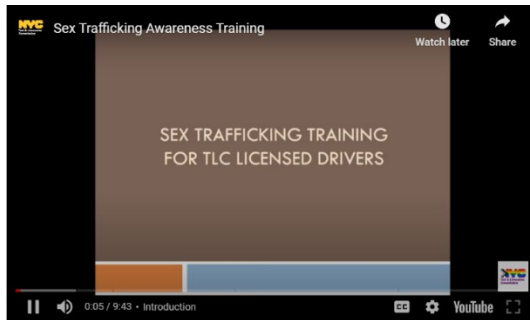 NYC
Sex Trafficking Awareness Training
Watch later
Share
SEX TRAFFICKING TRAINING
FOR TLC LICENSED DRIVERS
NYC
0:05 / 9:43 • Introduction
CC
YouTube